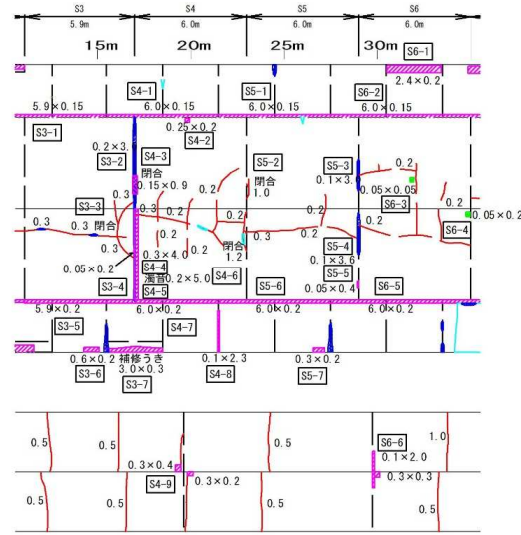 S3 S4 S5 S6
5.9m 6.0m 6.0m 6.0m
15m 20m 25m 30m S6-1
2.4×0.2
S4-1 S5-1 S6-2
5.9×0.15 6.0×0.15 6.0×0.15 6.0×0.15
S3-1 0.25×0.2 S4-2
0.2×3. S4-3 S5-2 S5-3 0.2 0.2
S3-2 閉合 0.2 閉合 0.1×3.
0.15×0.9 0.2 1.0 0.05×0.05
S3-3 0.3 0.2 S6-3 0.05×0.2
0.3 0.3 閉合 0.3 0.2 0.2 0.2 0.2 0.2 S6-4
0.2 0.2 閉合 0.3 0.2 S5-4 0.2
0.3×4.0 1.2 0.1×3.6
0.05×0.2 S4-4 濁音0.2×5.0 S5-5
S3-4 S4-5 S4-6 S5-6 0.05×0.4 S6-5
5.9×0.2 6.0×0.2 6.0×0.2 6.0×0.2
S3-5 S4-7
0.6×0.2 補修うき 0.1×2.3 0.3×0.2
S3-6 3.0×0.3 S4-8 S5-7
S3-7
0.5 0.5 0.5 S6-6 1.0
0.3×0.4 0.1×2.0
S4-9 0.3×0.2 0.3×0.3
0.5 0.5 0.5 0.5